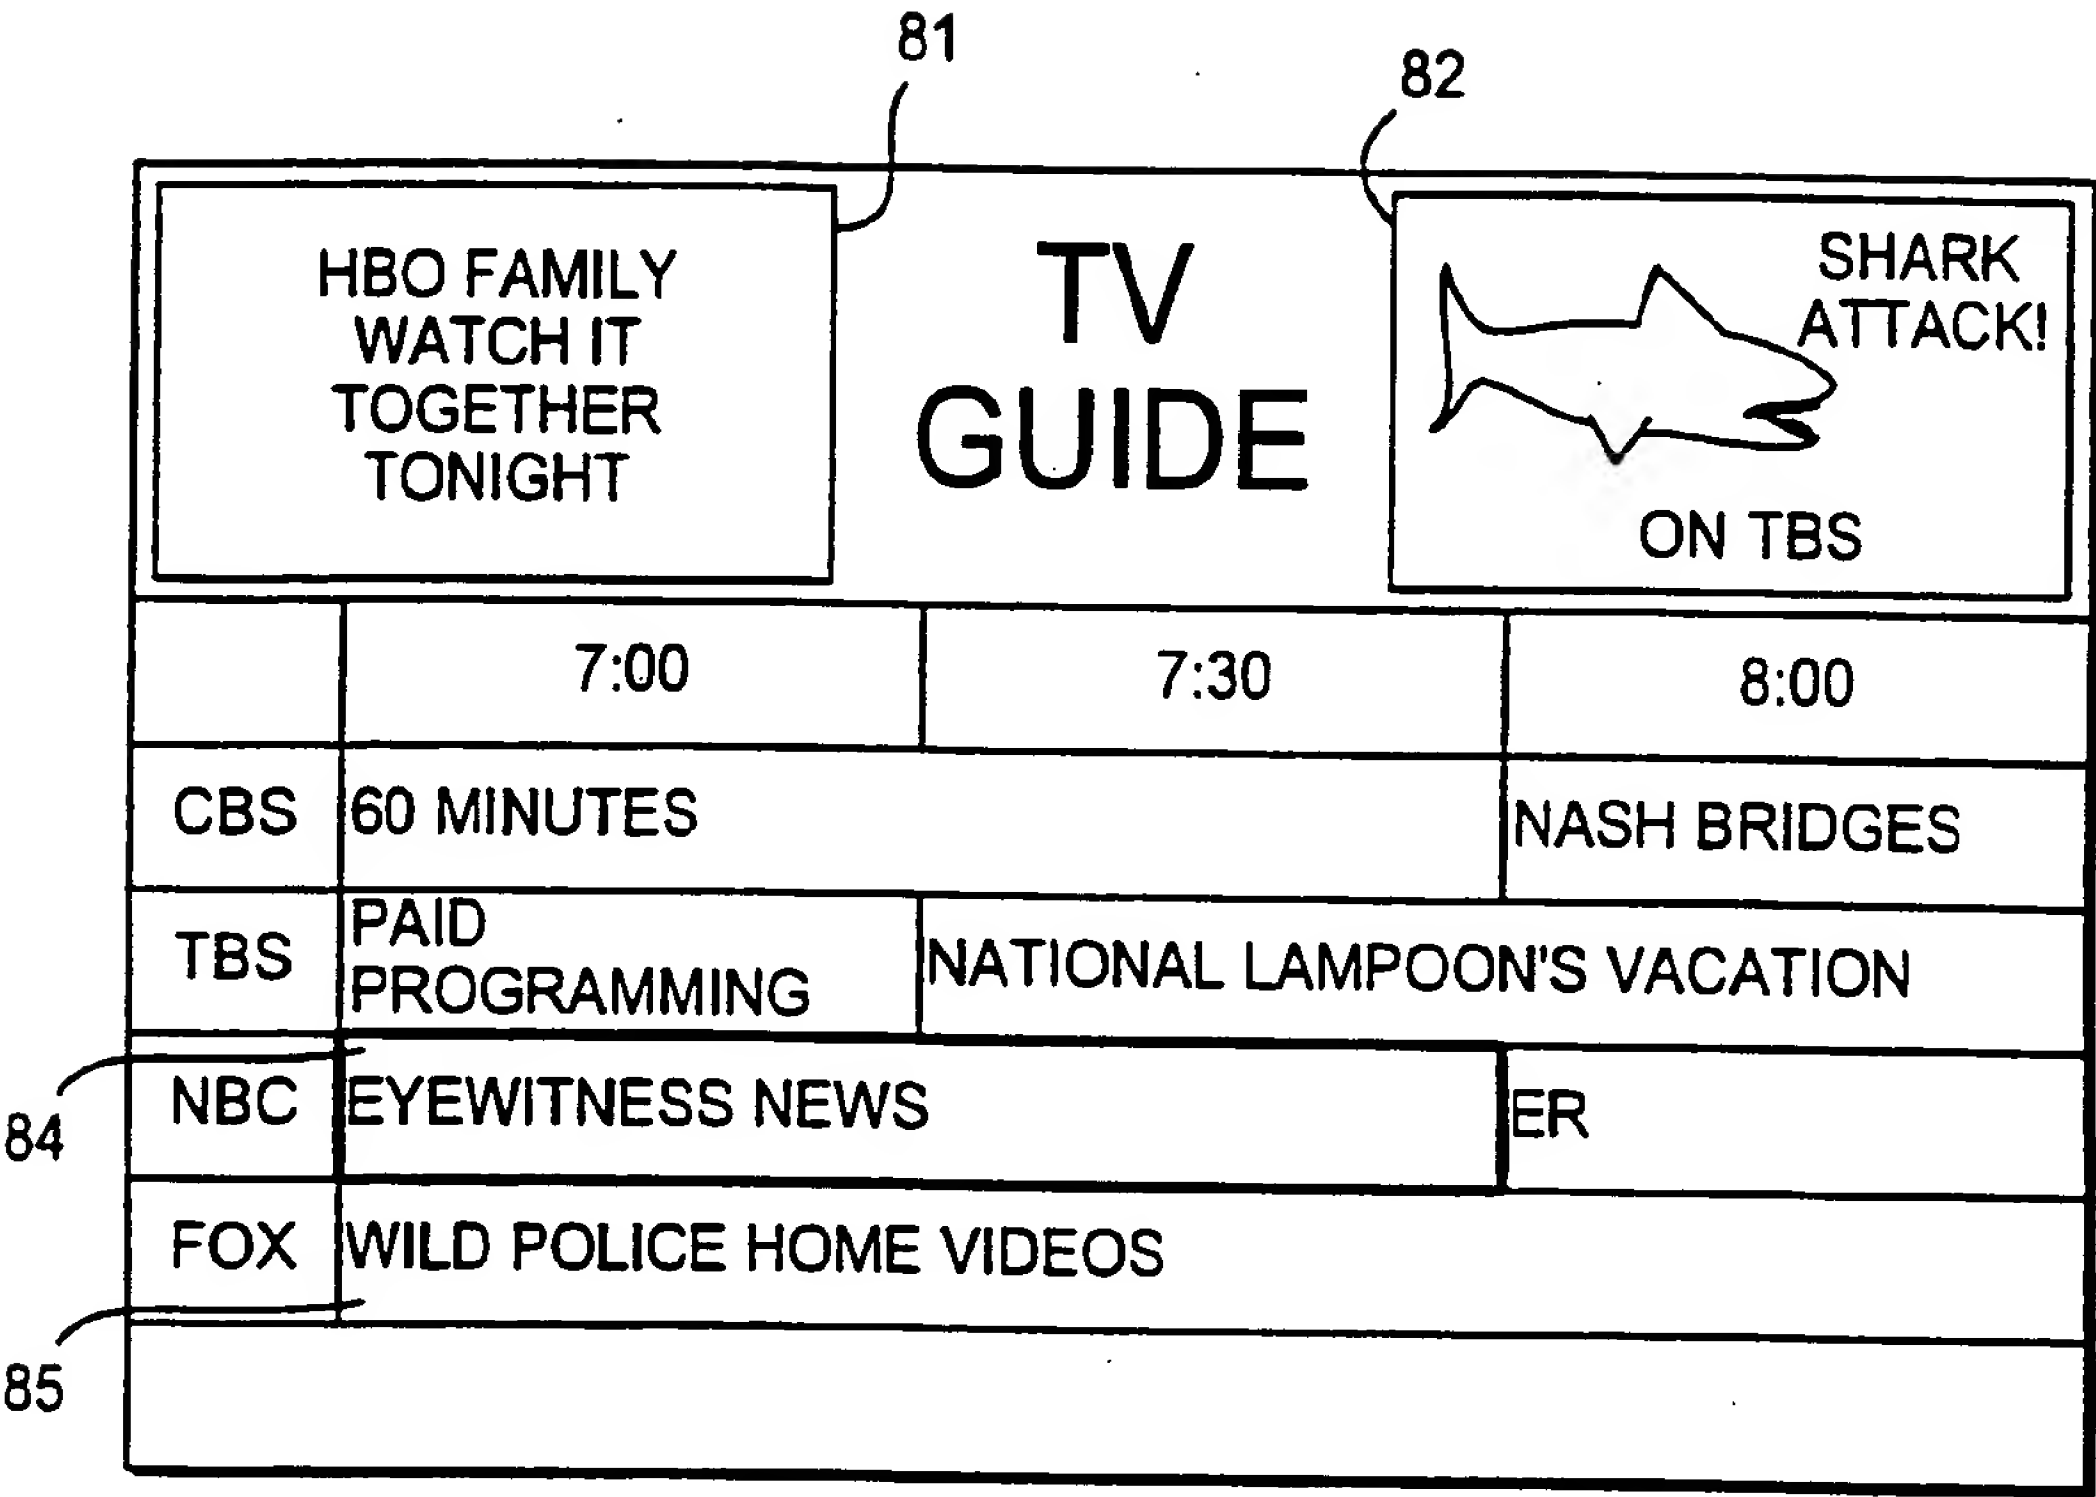 81
82
HBO FAMILY
WATCH IT
TOGETHER
TONIGHT
TV
GUIDE
SHARK
ATTACK!
ON TBS
7:00 7:30 8:00
CBS 60 MINUTES NASH BRIDGES
TBS PAID
PROGRAMMING NATIONAL LAMPOON'S VACATION
84
NBC EYEWITNESS NEWS ER
FOX WILD POLICE HOME VIDEOS
85